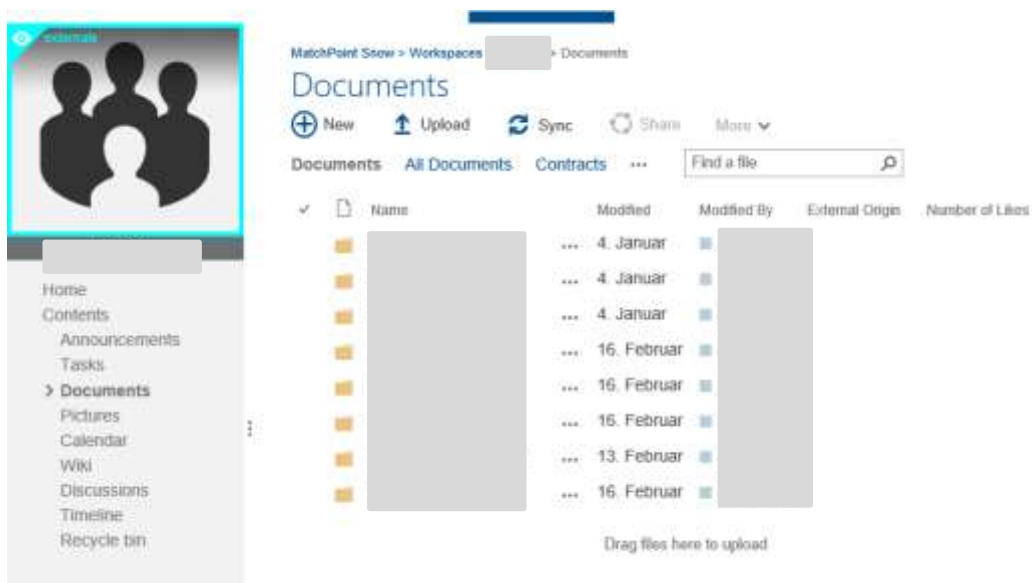 externals
MatchPoint Snow > Workspaces > Documents
Documents
New Upload Sync Share More
Documents All Documents Contracts ... Find a file
Name Modified Modified By External Origin Number of Likes
... 4. Januar
... 4. Januar
... 4. Januar
... 16. Februar
... 16. Februar
... 16. Februar
... 13. Februar
... 16. Februar
Drag files here to upload
Home
Contents
Announcements
Tasks
> Documents
Pictures
Calendar
Wiki
Discussions
Timeline
Recycle bin